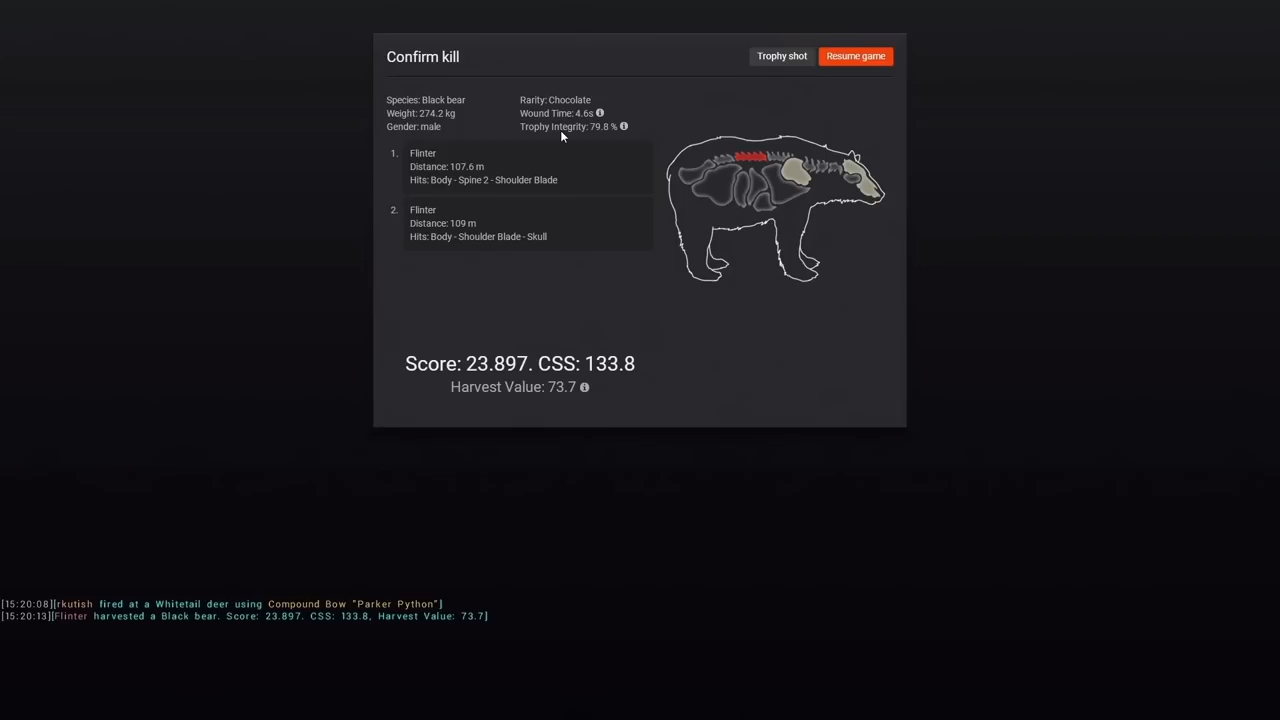 Confirm kill
Trophy shot
Resume game
Species: Black bear
Weight: 274.2 kg
Gender: male
Rarity: Chocolate
Wound Time: 4.6s
Trophy Integrity: 79.8 %
1. Flinter
Distance: 107.6 m
Hits: Body - Spine 2 - Shoulder Blade
2. Flinter
Distance: 109 m
Hits: Body - Shoulder Blade - Skull
Score: 23.897. CSS: 133.8
Harvest Value: 73.7
[15:20:08][rkutish fired at a Whitetail deer using Compound Bow "Parker Python"]
[15:20:13][Flinter harvested a Black bear. Score: 23.897. CSS: 133.8, Harvest Value: 73.7]